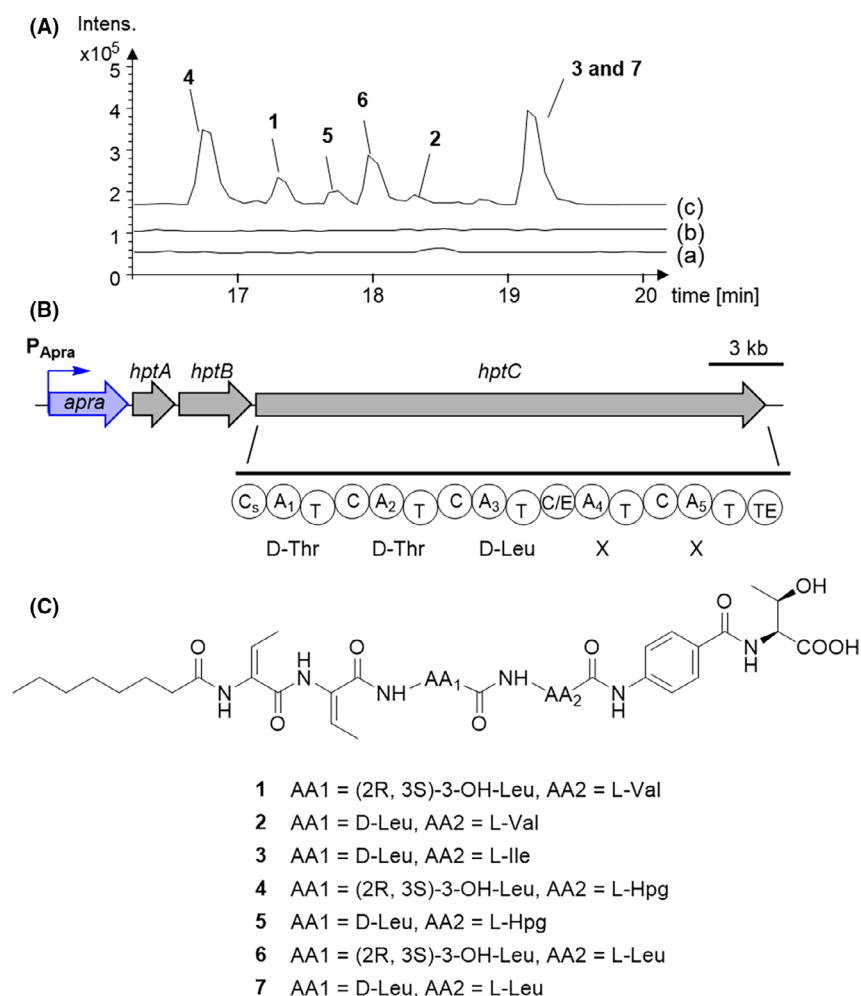 (A)
Intens.
x10⁵
5
4
3
2
1
0
4
1
5
6
2
3 and 7
(c)
(b)
(a)
17 18 19 20 time [min]
(B)
P_Apra
3 kb
apra hptA hptB hptC
Cs A₁ T C A₂ T C A₃ T C/E A₄ T C A₅ T TE
D-Thr D-Thr D-Leu X X
(C)
O O H N O NH AA₁ O NH AA₂ O N H O N H OH COOH
N H O
1 AA1 = (2R, 3S)-3-OH-Leu, AA2 = L-Val
2 AA1 = D-Leu, AA2 = L-Val
3 AA1 = D-Leu, AA2 = L-Ile
4 AA1 = (2R, 3S)-3-OH-Leu, AA2 = L-Hpg
5 AA1 = D-Leu, AA2 = L-Hpg
6 AA1 = (2R, 3S)-3-OH-Leu, AA2 = L-Leu
7 AA1 = D-Leu, AA2 = L-Leu